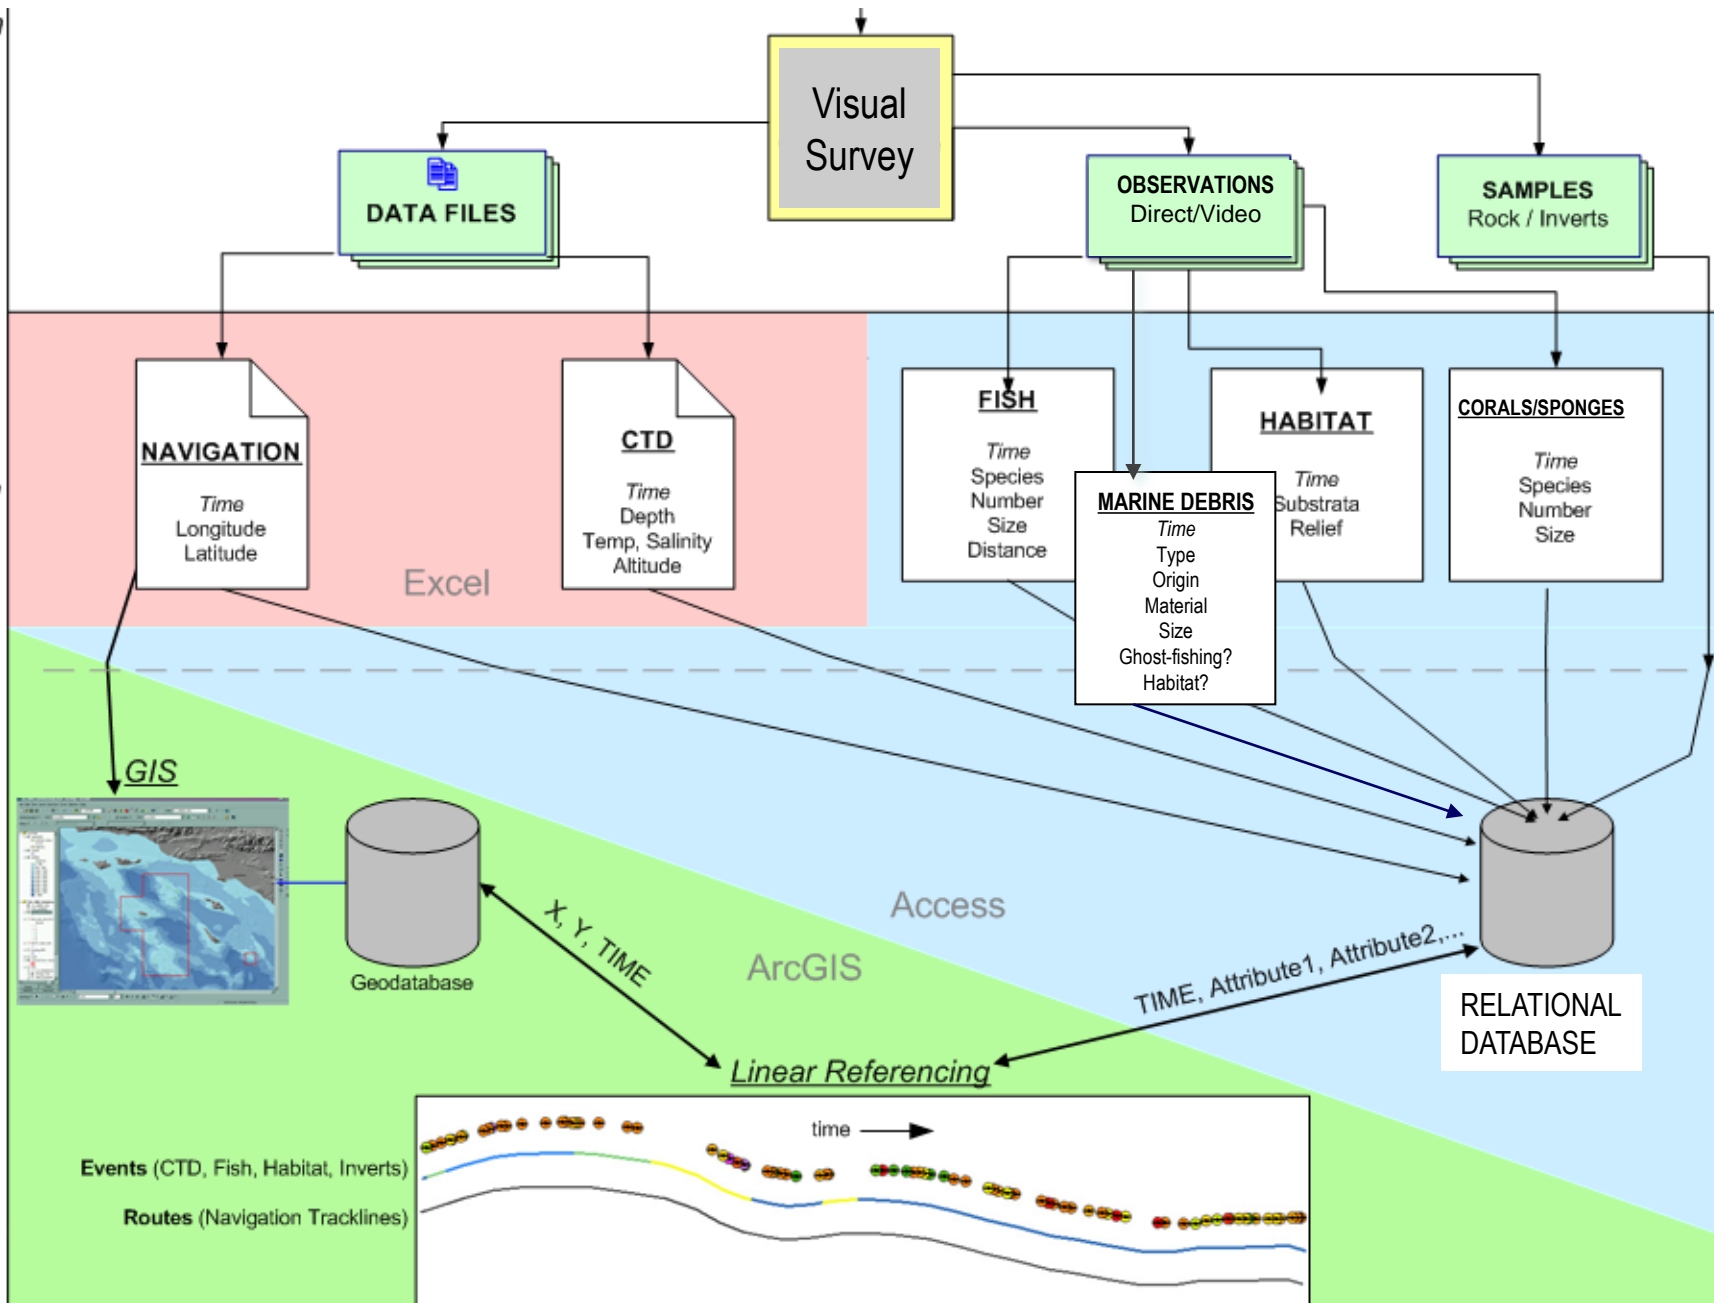 Visual
Survey
DATA FILES
OBSERVATIONS
Direct/Video
SAMPLES
Rock / Inverts
NAVIGATION
Time
Longitude
Latitude
CTD
Time
Depth
Temp, Salinity
Altitude
Excel
FISH
Time
Species
Number
Size
Distance
MARINE DEBRIS
Time
Type
Origin
Material
Size
Ghost-fishing?
Habitat?
HABITAT
Time
Substrata
Relief
CORALS/SPONGES
Time
Species
Number
Size
GIS
Geodatabase
X, Y, TIME
Access
ArcGIS
TIME, Attribute1, Attribute2,...
RELATIONAL
DATABASE
Linear Referencing
time
Events (CTD, Fish, Habitat, Inverts)
Routes (Navigation Tracklines)